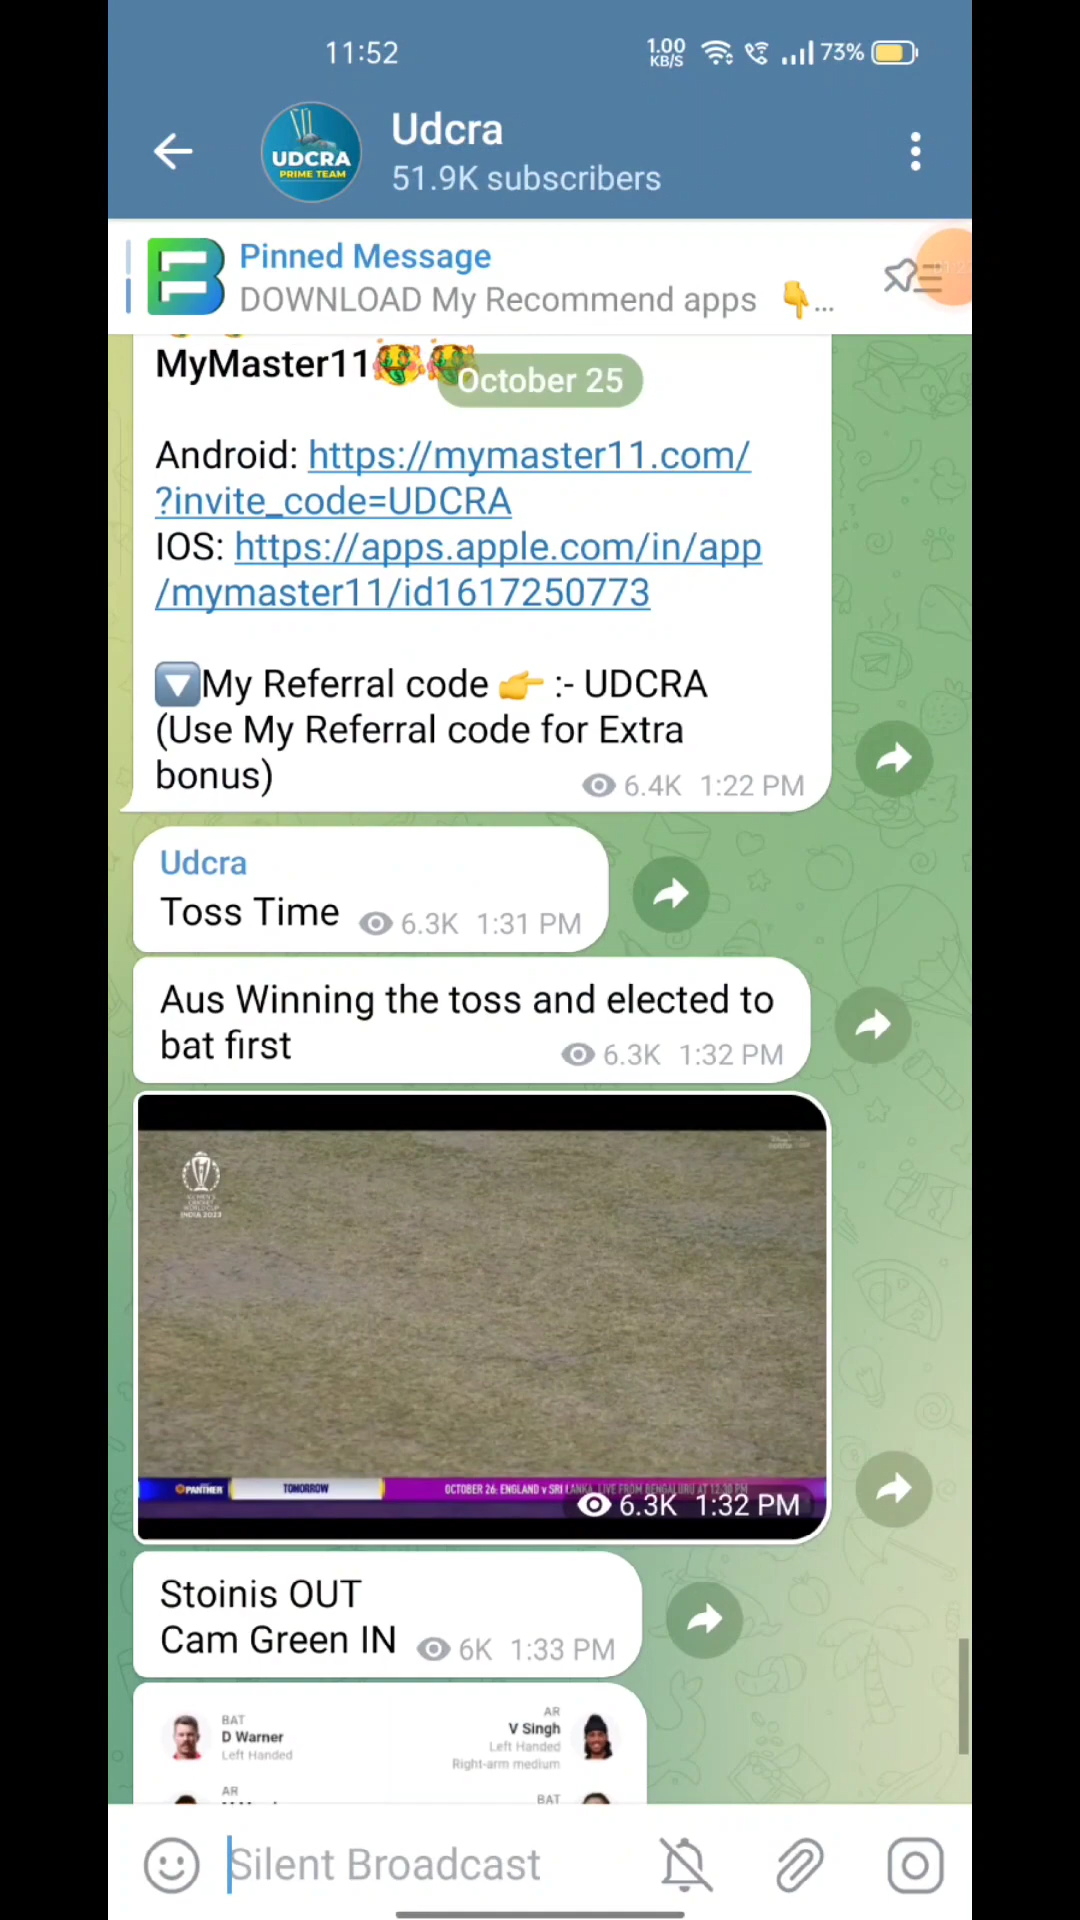 11:52
1.00 KB/S
73%
UDCRA
PRIME TEAM
Udcra
51.9K subscribers
Pinned Message
DOWNLOAD My Recommend apps 👇...
MyMaster11🤑🤑
October 25
Android: https://mymaster11.com/
?invite_code=UDCRA
IOS: https://apps.apple.com/in/app
/mymaster11/id1617250773
🔽My Referral code 👉 :- UDCRA
(Use My Referral code for Extra
bonus)
6.4K 1:22 PM
Udcra
Toss Time
6.3K 1:31 PM
Aus Winning the toss and elected to
bat first
6.3K 1:32 PM
INDIA 2023
PANTHER
TOMORROW
OCTOBER 26: ENGLAND v SRI LANKA, LIVE FROM BENGALURU AT 12.30 PM
6.3K 1:32 PM
Stoinis OUT
Cam Green IN
6K 1:33 PM
BAT
D Warner
Left Handed
AR
V Singh
Left Handed
Right-arm medium
AR
BAT
Silent Broadcast